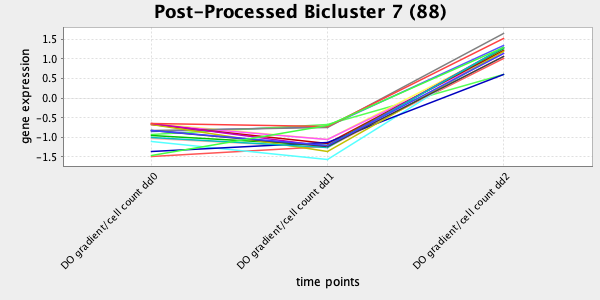 Post-Processed Bicluster 7 (88)
gene expression
1.5
1.0
0.5
0.0
-0.5
-1.0
-1.5
DO gradient/cell count dd0
DO gradient/cell count dd1
DO gradient/cell count dd2
time points